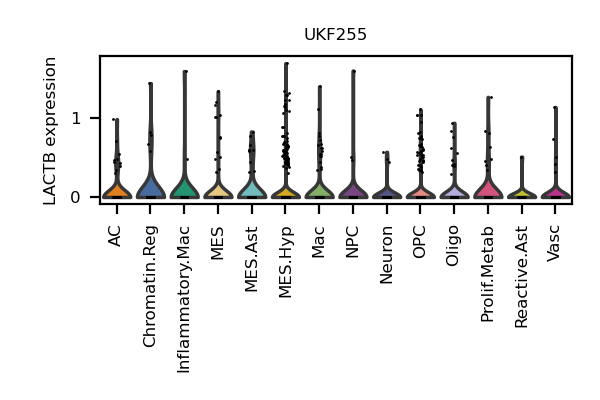 UKF255
LACTB expression
1
0
AC
Chromatin.Reg
Inflammatory.Mac
MES
MES.Ast
MES.Hyp
Mac
NPC
Neuron
OPC
Oligo
Prolif.Metab
Reactive.Ast
Vasc